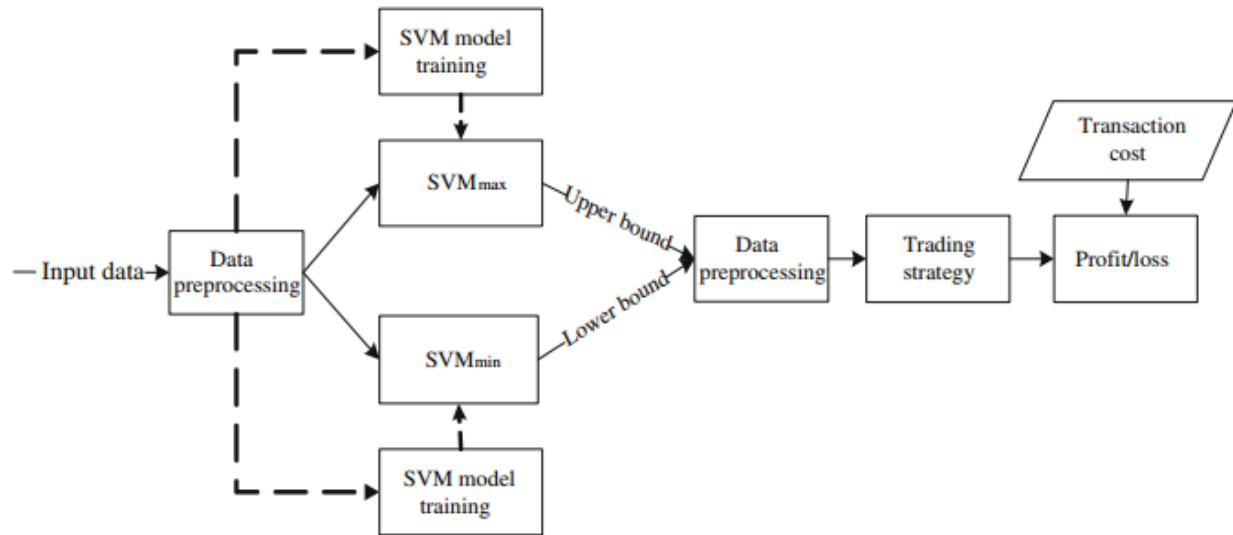 SVM model
training
SVMmax
Transaction
cost
Upper bound
Input data
Data
preprocessing
Data
preprocessing
Trading
strategy
Profit/loss
Lower bound
SVMmin
SVM model
training